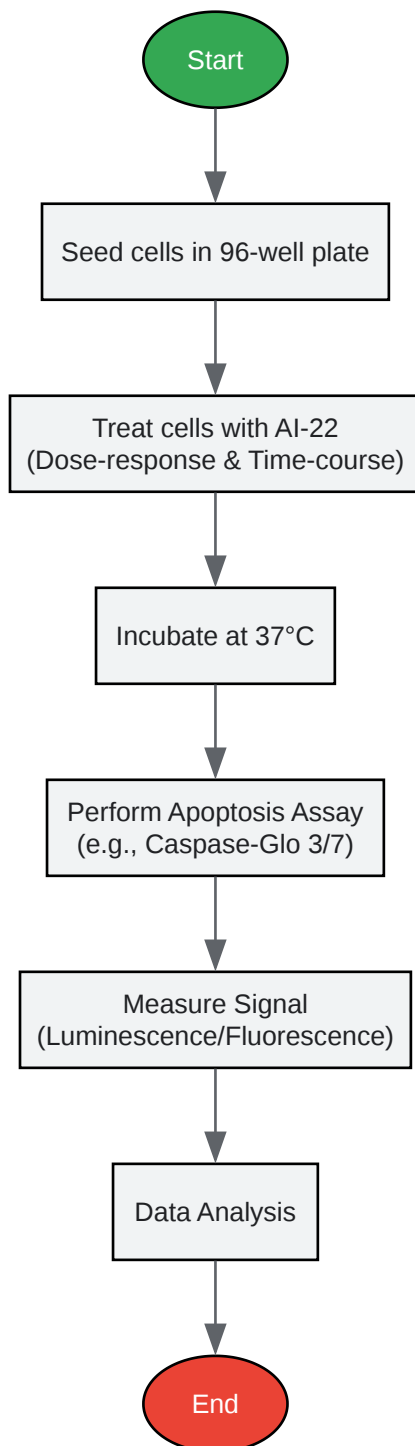 Start
Seed cells in 96-well plate
Treat cells with AI-22
(Dose-response & Time-course)
Incubate at 37°C
Perform Apoptosis Assay
(e.g., Caspase-Glo 3/7)
Measure Signal
(Luminescence/Fluorescence)
Data Analysis
End